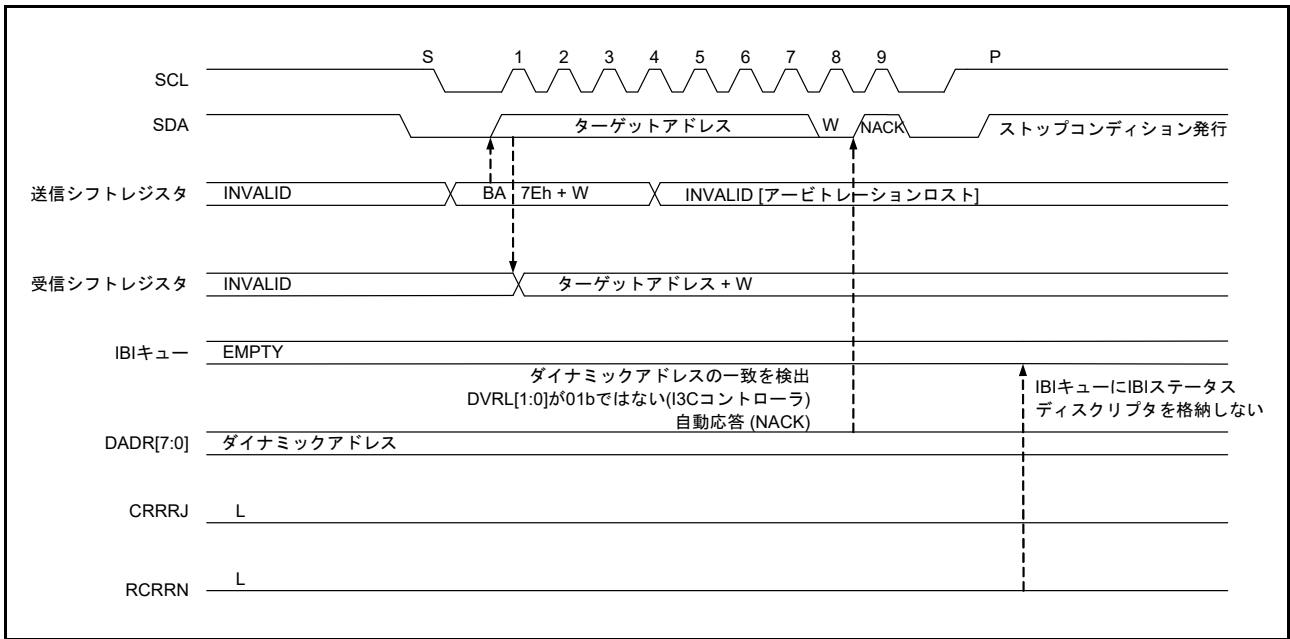 S 1 2 3 4 5 6 7 8 9 P
SCL
SDA ターゲットアドレス W NACK ストップコンディション発行
送信シフトレジスタ INVALID BA 7Eh + W INVALID [アービトレーションロスト]
受信シフトレジスタ INVALID ターゲットアドレス + W
IBIキュー EMPTY
ダイナミックアドレスの一致を検出
DVRL[1:0]が01bではない(I3Cコントローラ)
自動応答 (NACK)
IBIキューにIBIステータス
ディスクリプタを格納しない
DADR[7:0] ダイナミックアドレス
CRRRJ L
RCRRN L